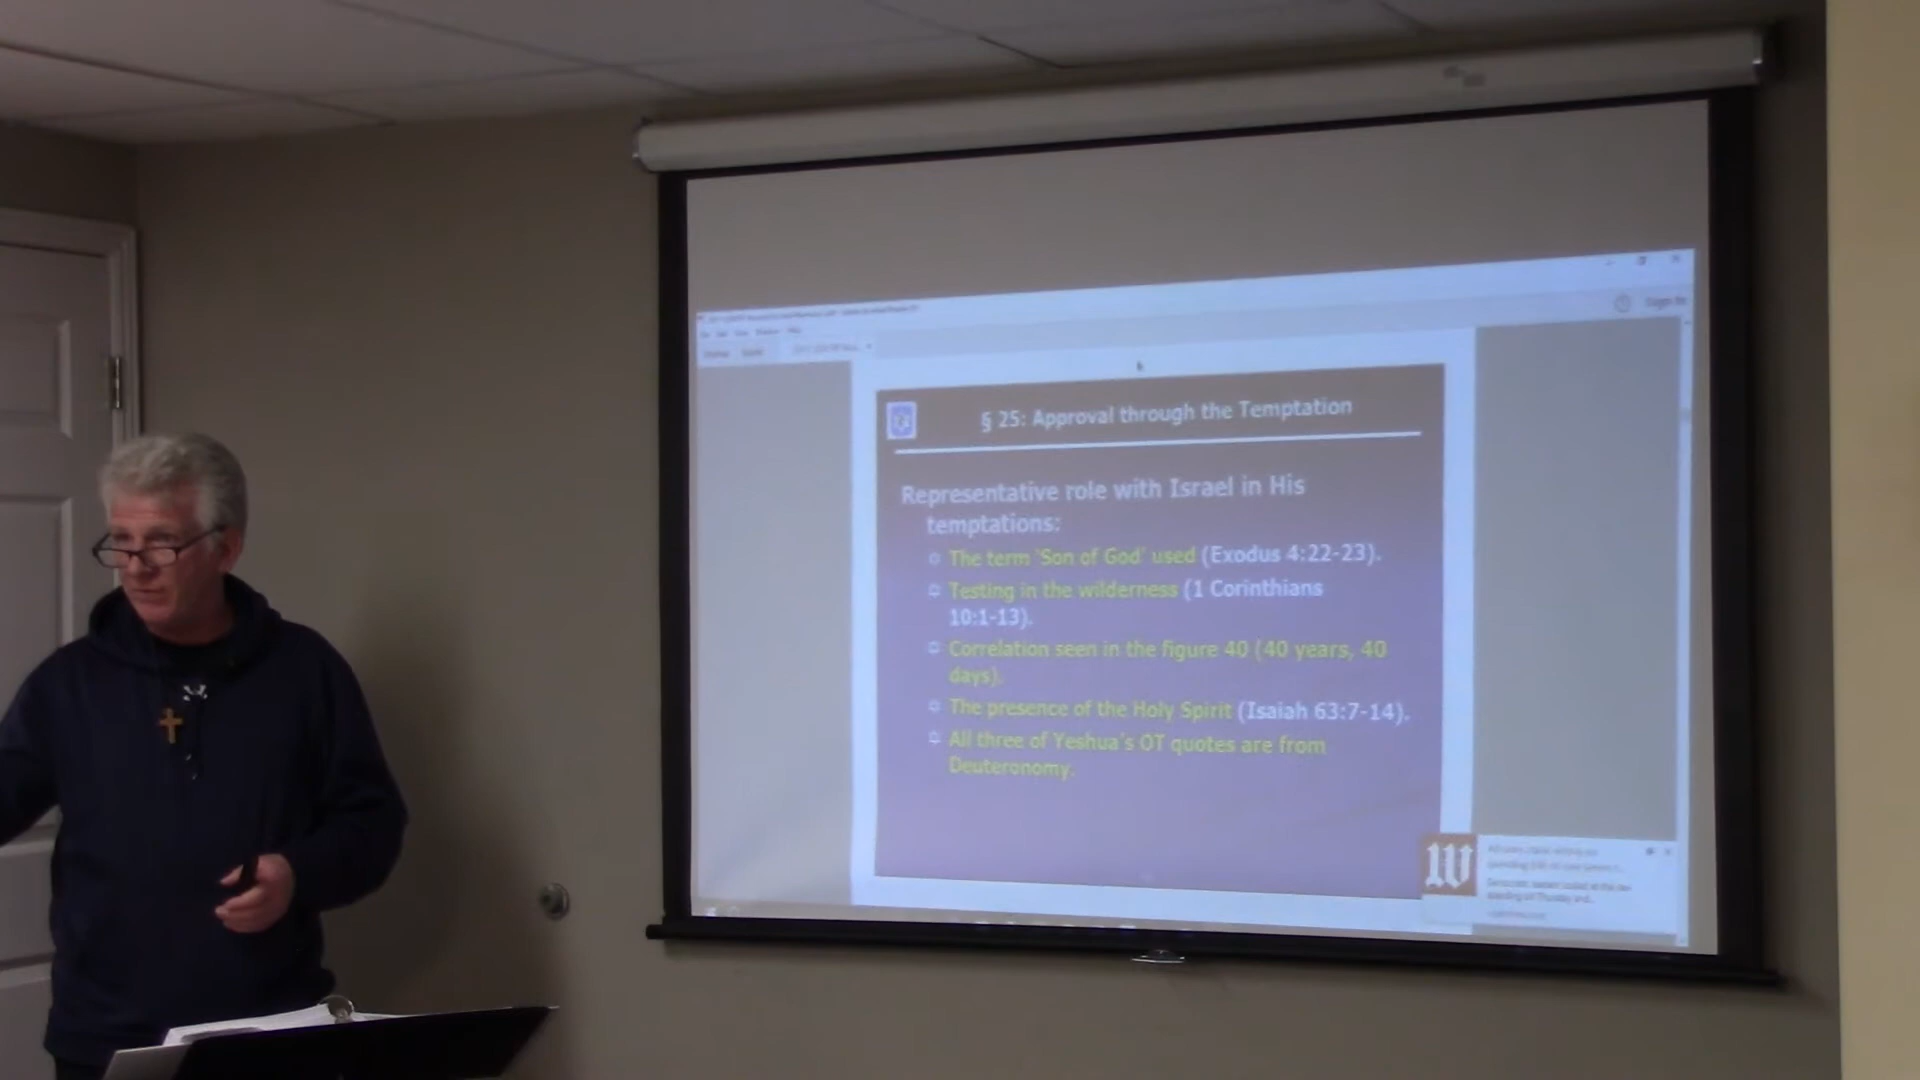 Sign In
§ 25: Approval through the Temptation
Representative role with Israel in His
temptations:
The term 'Son of God' used (Exodus 4:22-23).
Testing in the wilderness (1 Corinthians
10:1-13).
Correlation seen in the figure 40 (40 years, 40
days).
The presence of the Holy Spirit (Isaiah 63:7-14).
All three of Yeshua's OT quotes are from
Deuteronomy.
W